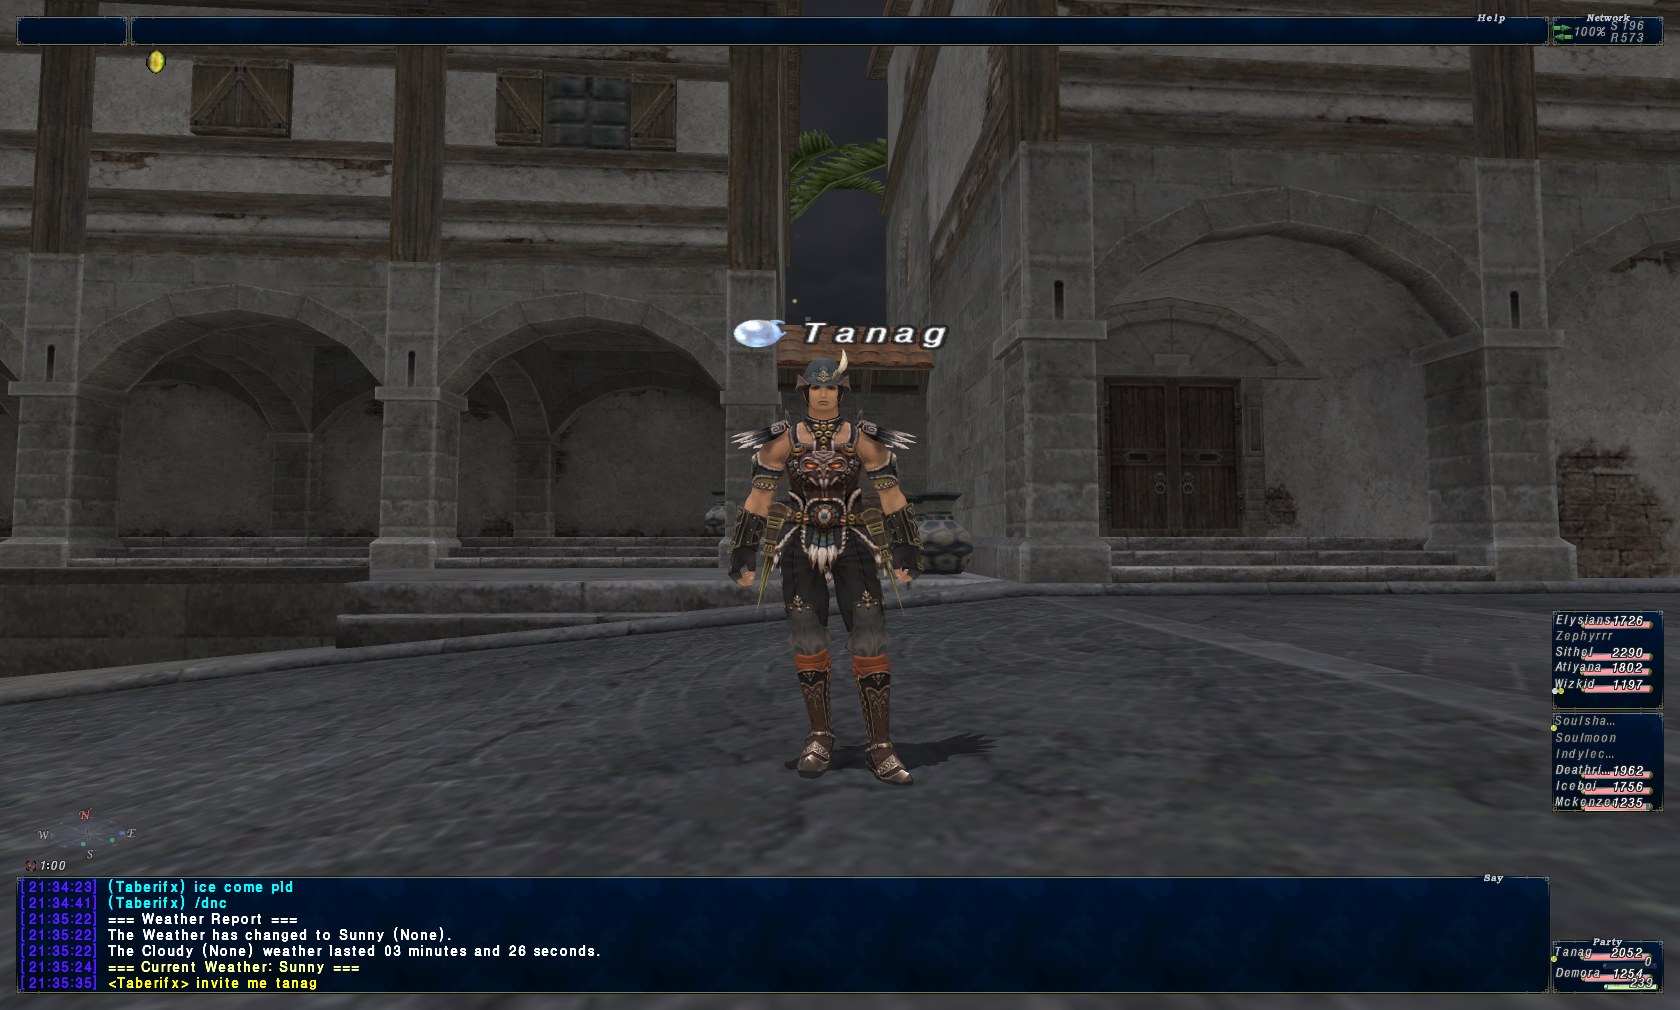 Help
Network
100% S 196
R 573
Tanag
Elysians 1726
Zephyrrr
Sithel 2290
Atiyana 1802
Wizkid 1197
Soulsha...
Soulmoon
Indylec...
Deathri... 1962
Iceboi 1756
Mckenze 1235
N
W E
S
1:00
Say
[21:34:23] (Taberifx) ice come pld
[21:34:41] (Taberifx) /dnc
[21:35:22] === Weather Report ===
[21:35:22] The Weather has changed to Sunny (None).
[21:35:22] The Cloudy (None) weather lasted 03 minutes and 26 seconds.
[21:35:24] === Current Weather: Sunny ===
[21:35:35] <Taberifx> invite me tanag
Party
Tanag 2052
0
Demora 1254
239